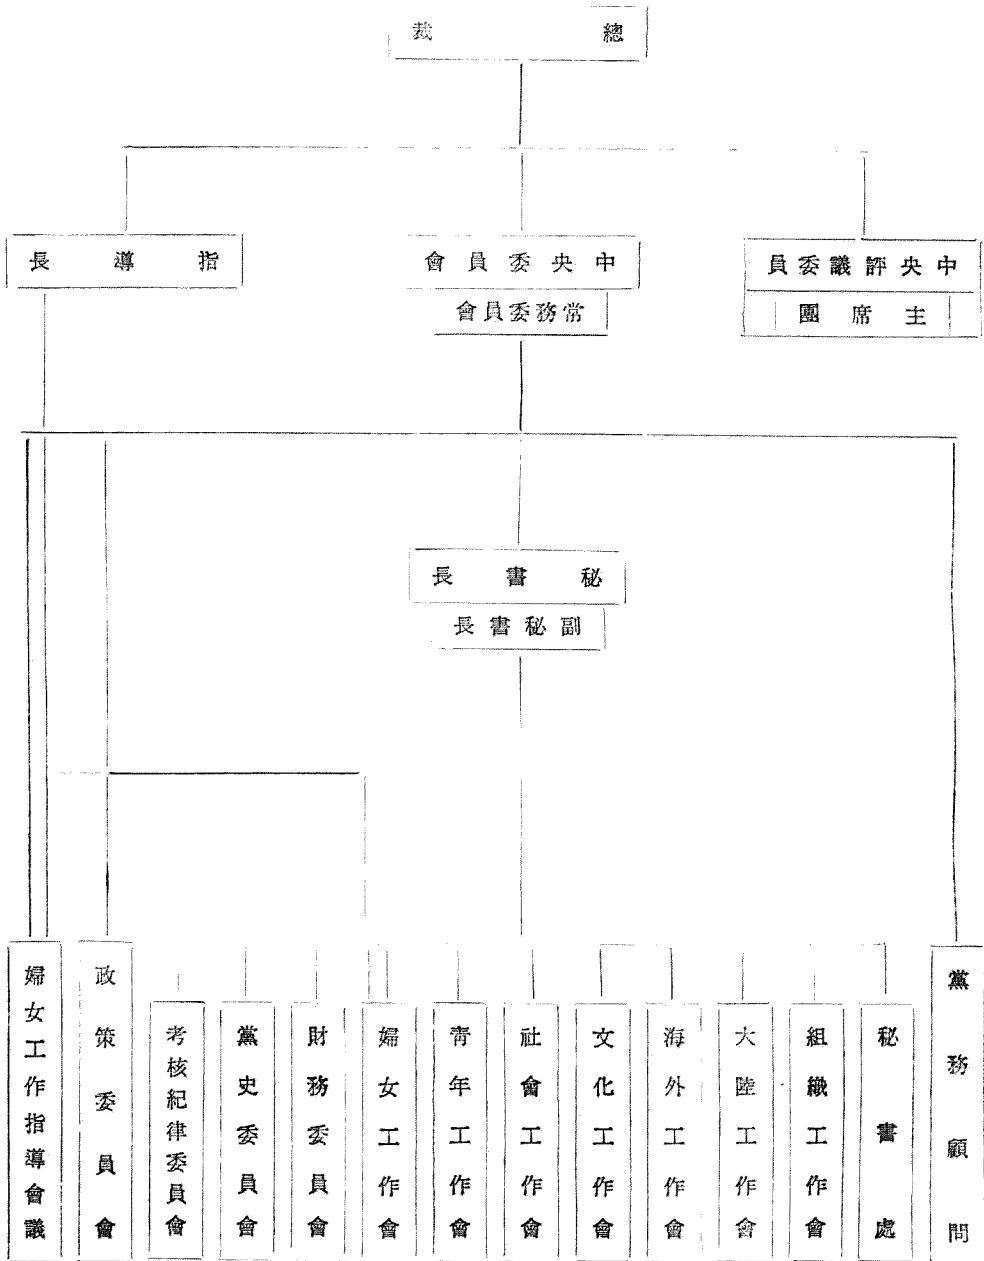 總裁
中央評議委員
主席團
中央委員會
常務委員會
指導長
秘書長
副秘書長
黨務顧問
秘書處
組織工作會
大陸工作會
海外工作會
文化工作會
社會工作會
青年工作會
婦女工作會
財務委員會
黨史委員會
考核紀律委員會
政策委員會
婦女工作指導會議